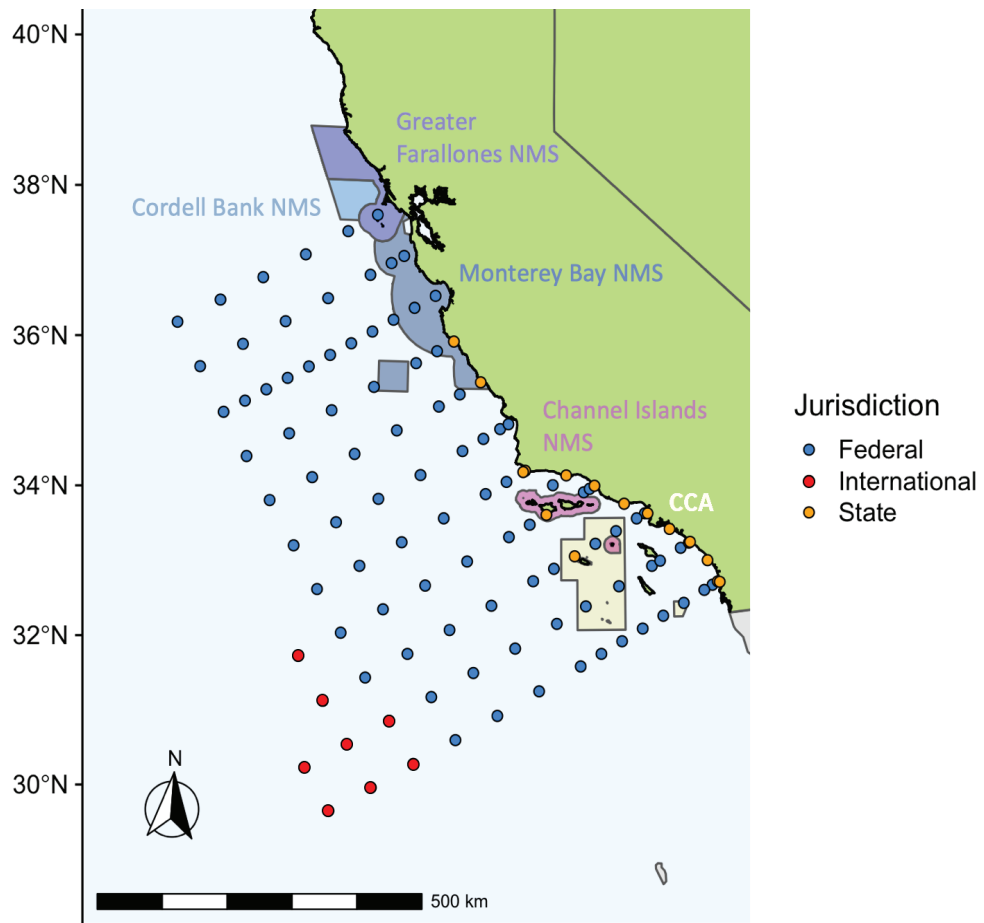 40°N
Greater
Farallones NMS
38°N
Cordell Bank NMS
Monterey Bay NMS
36°N
Channel Islands
NMS
Jurisdiction
Federal
International
State
34°N
CCA
32°N
30°N
N
500 km